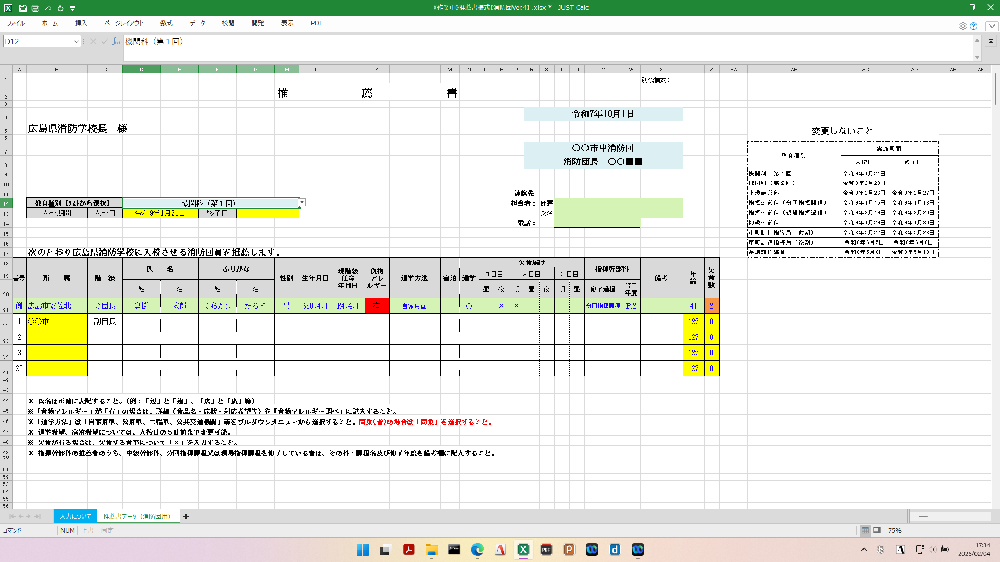 《作業中》推薦書様式【消防団Ver.4】.xlsx * - JUST Calc
ファイル ホーム 挿入 ページレイアウト 数式 データ 校閲 開発 表示 PDF
D12 機関科（第１回）
A B C D E F G H I J K L M N O P Q R S T U V W X Y Z AA AB AC AD AE AF
別紙様式２
推 薦 書
令和7年10月1日
広島県消防学校長 様
変更しないこと
〇〇市中消防団
消防団長 〇〇■■
教育種別 実施期間
入校日 修了日
機関科（第１回） 令和9年1月21日
機関科（第２回） 令和9年2月23日
上級幹部科 令和9年2月26日 令和9年2月27日
指揮幹部科（分団指揮課程） 令和9年1月15日 令和9年1月16日
指揮幹部科（現場指揮過程） 令和9年2月19日 令和9年2月20日
初級幹部科 令和9年1月29日 令和9年1月30日
市町訓練指導員（前期） 令和8年5月22日 令和8年5月23日
市町訓練指導員（後期） 令和8年6月5日 令和8年6月6日
県訓練指導員 令和8年5月8日 令和8年5月10日
連絡先
教育種別【ﾘｽﾄから選択】 機関科（第１回） 担当者： 部署
入校期間 入校日 令和9年1月21日 終了日 氏名
電話：
次のとおり広島県消防学校に入校させる消防団員を推薦します。
番号 所 属 階 級 氏 名 ふりがな 性別 生年月日 現階級任命年月日 食物アレルギー 通学方法 宿泊 通学 欠食届け 指揮幹部科 備考 年齢 欠食数
1日目 2日目 3日目
姓 名 姓 名 昼 夜 朝 昼 夜 朝 昼 修了過程 修了年度
例 広島市安佐北 分団長 倉掛 太郎 くらかけ たろう 男 S60.4.1 R4.4.1 有 自家用車 ○ × × 分団指揮課程 R2 41 2
1 〇〇市中 副団長 127 0
2 127 0
3 127 0
20 127 0
※ 氏名は正確に表記すること。（例：「辺」と「邊」、「広」と「廣」等）
※「食物アレルギー」が「有」の場合は、詳細（食品名・症状・対応希望等）を「食物アレルギー調べ」に記入すること。
※「通学方法」は「自家用車、公用車、二輪車、公共交通機関」等をプルダウンメニューから選択すること。同乗(者)の場合は「同乗」を選択すること。
※ 通学希望、宿泊希望については、入校日の５日前まで変更可能。
※ 欠食が有る場合は、欠食する食事について「×」を入力すること。
※ 指揮幹部科の推薦者のうち、中級幹部科、分団指揮課程又は現場指揮課程を修了している者は、その科・課程名及び修了年度を備考欄に記入すること。
入力について 推薦書データ（消防団用）
コマンド NUM 上書 固定 75%
17:34
2026/02/04